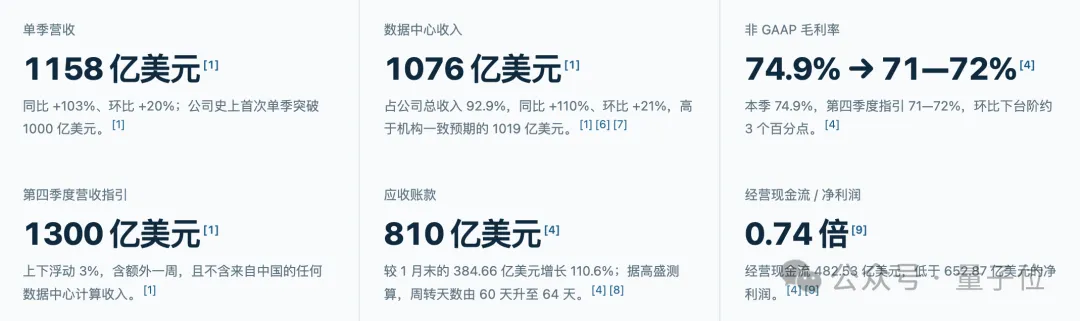 单季营收
1158 亿美元[1]
同比 +103%、环比 +20%；公司史上首次单季突破
1000 亿美元。[1]
数据中心收入
1076 亿美元[1]
占公司总收入 92.9%，同比 +110%、环比 +21%，高
于机构一致预期的 1019 亿美元。[1] [6] [7]
非 GAAP 毛利率
74.9% → 71—72%[4]
本季 74.9%，第四季度指引 71—72%，环比下台阶约
3 个百分点。[4]
第四季度营收指引
1300 亿美元[1]
上下浮动 3%，含额外一周，且不含来自中国的任何
数据中心计算收入。[1]
应收账款
810 亿美元[4]
较 1 月末的 384.66 亿美元增长 110.6%；据高盛测
算，周转天数由 60 天升至 64 天。[4] [8]
经营现金流 / 净利润
0.74 倍[9]
经营现金流 482.53 亿美元，低于 652.87 亿美元的净
利润。[4] [9]
公众号 · 量子位